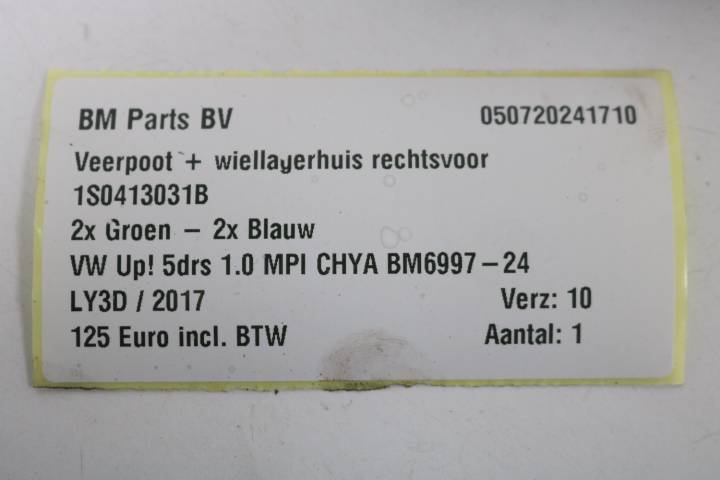 BM Parts BV 050720241710
Veerpoot + wiellagerhuis rechtsvoor
1S0413031B
2x Groen – 2x Blauw
VW Up! 5drs 1.0 MPI CHYA BM6997–24
LY3D / 2017 Verz: 10
125 Euro incl. BTW Aantal: 1